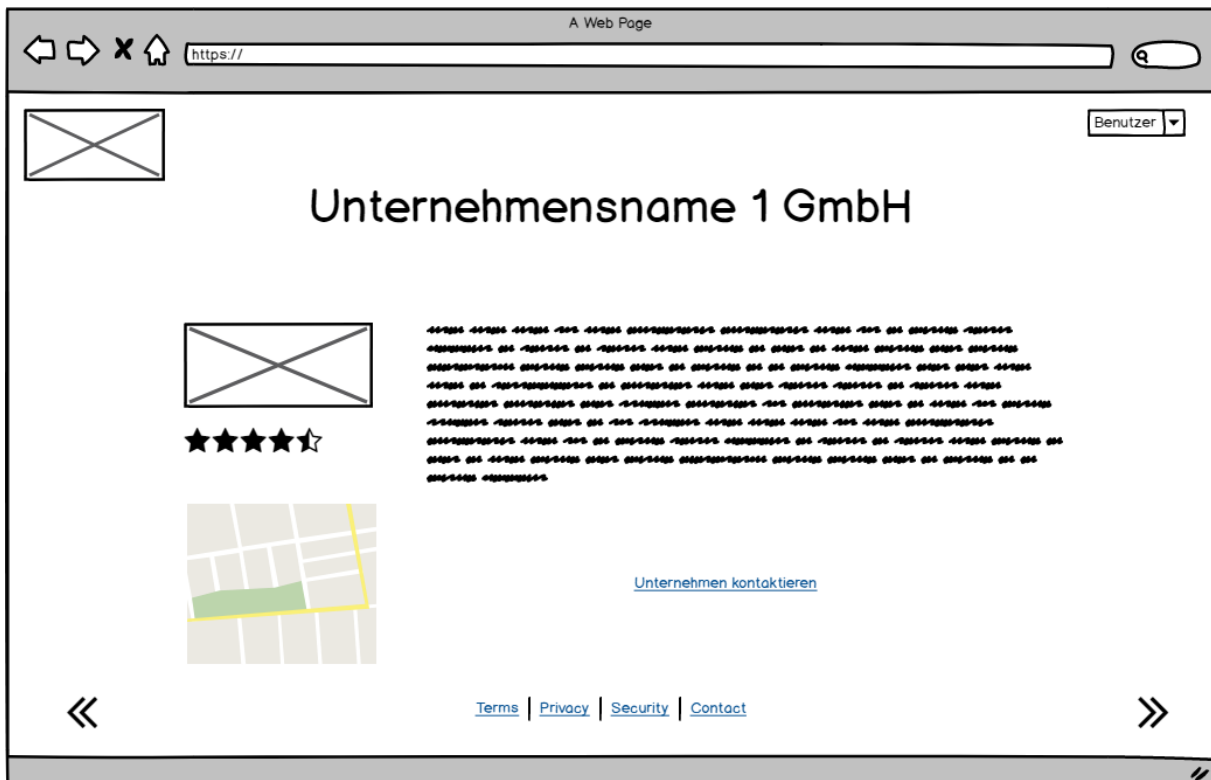 A Web Page
https://
Benutzer
Unternehmensname 1 GmbH
Unternehmen kontaktieren
Terms | Privacy | Security | Contact